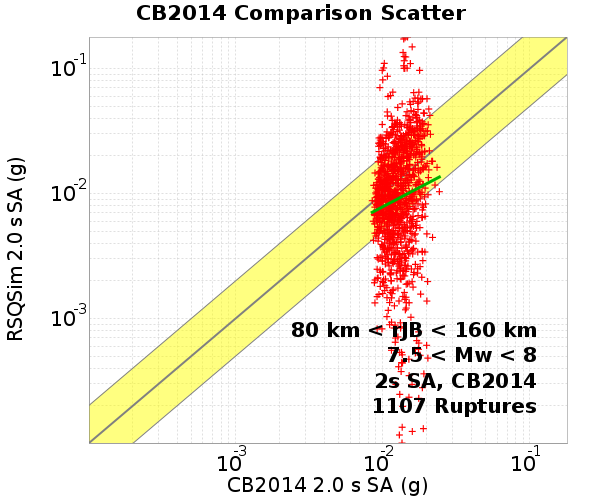 CB2014 Comparison Scatter
RSQSim 2.0 s SA (g)
10⁻¹
10⁻²
10⁻³
80 km < rJB < 160 km
7.5 < Mw < 8
2s SA, CB2014
1107 Ruptures
10⁻³ 10⁻² 10⁻¹
CB2014 2.0 s SA (g)